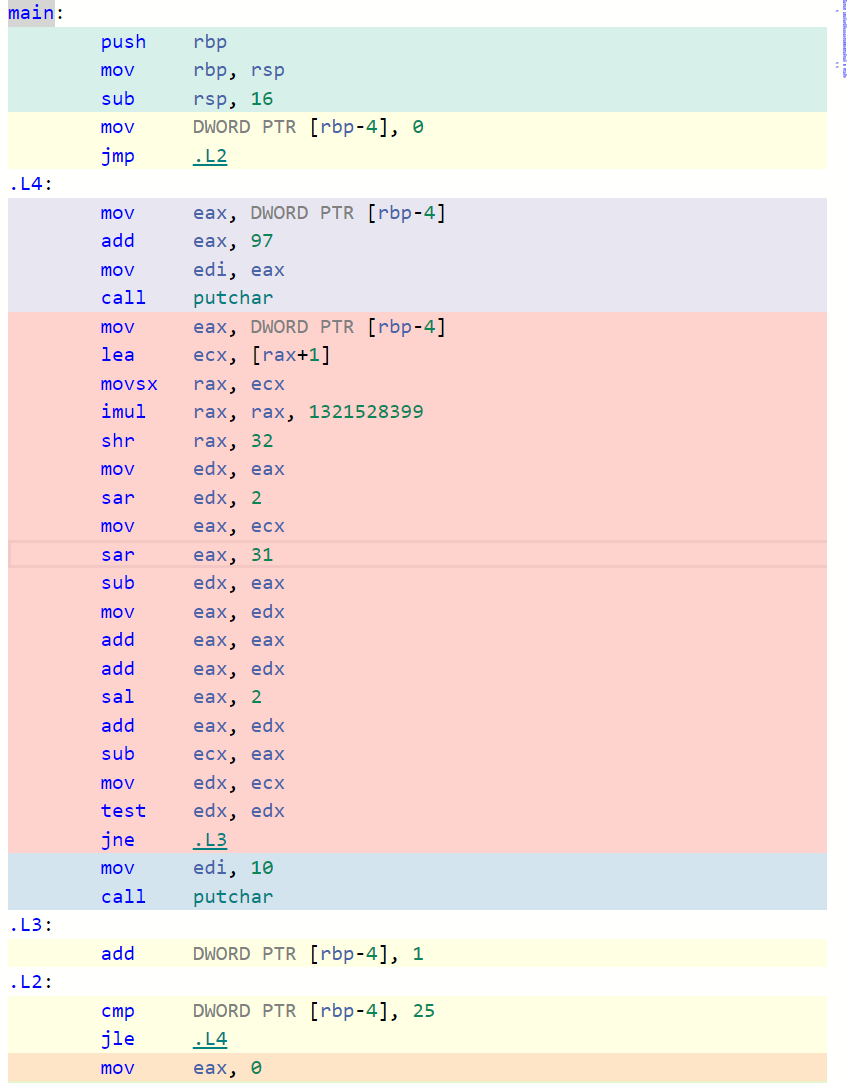 main:
push rbp
mov rbp, rsp
sub rsp, 16
mov DWORD PTR [rbp-4], 0
jmp .L2
.L4:
mov eax, DWORD PTR [rbp-4]
add eax, 97
mov edi, eax
call putchar
mov eax, DWORD PTR [rbp-4]
lea ecx, [rax+1]
movsx rax, ecx
imul rax, rax, 1321528399
shr rax, 32
mov edx, eax
sar edx, 2
mov eax, ecx
sar eax, 31
sub edx, eax
mov eax, edx
add eax, eax
add eax, edx
sal eax, 2
add eax, edx
sub ecx, eax
mov edx, ecx
test edx, edx
jne .L3
mov edi, 10
call putchar
.L3:
add DWORD PTR [rbp-4], 1
.L2:
cmp DWORD PTR [rbp-4], 25
jle .L4
mov eax, 0